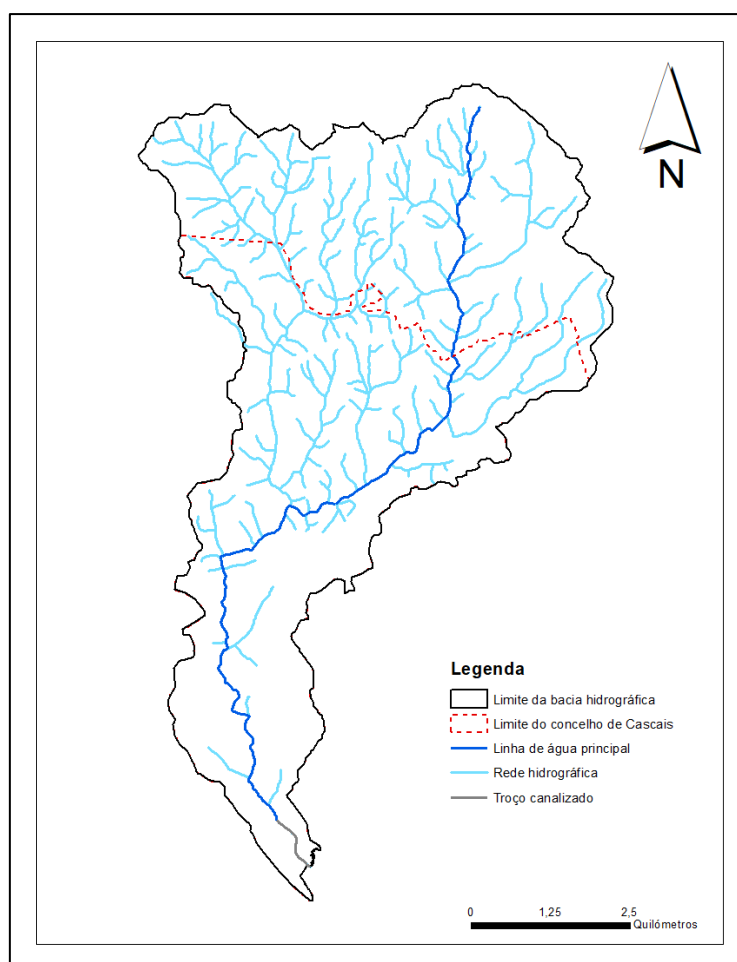 N
Legenda
Limite da bacia hidrográfica
Limite do concelho de Cascais
Linha de água principal
Rede hidrográfica
Troço canalizado
0 1,25 2,5
Quilómetros